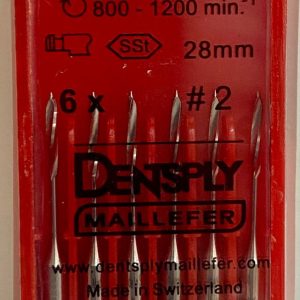 800 - 1200 min.
SSt 28mm
6 x # 2
DENTSPLY
MAILLEFER
www.dentsplymaillefer.com
Made in Switzerland